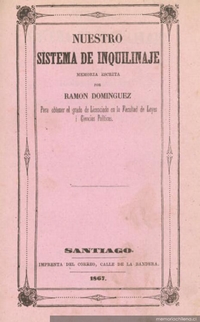 NUESTRO
SISTEMA DE INQUILINAJE
MEMORIA ESCRITA
POR
RAMON DOMINGUEZ
Para obtener el grado de Licenciado en la Facultad de Leyes
i Ciencias Políticas.
SANTIAGO.
IMPRENTA DEL CORREO, CALLE DE LA BANDERA.
1867.